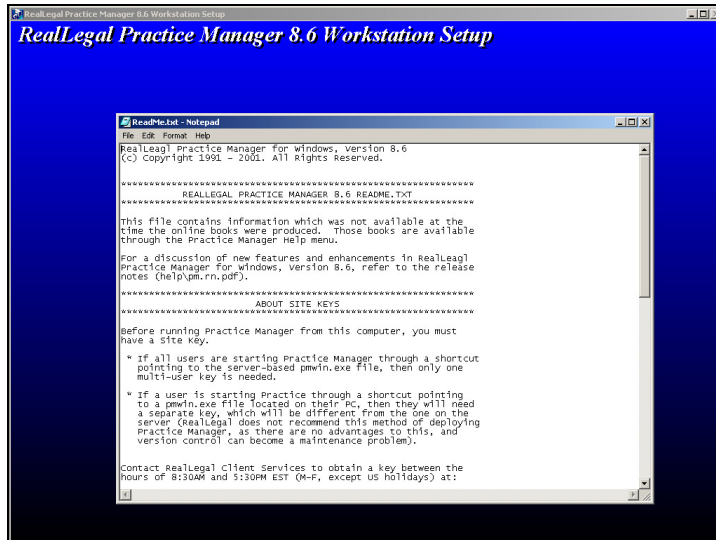 RealLegal Practice Manager 8.6 Workstation Setup
RealLegal Practice Manager 8.6 Workstation Setup
ReadMe.txt - Notepad
File Edit Format Help
RealLeagl Practice Manager for Windows, Version 8.6
(c) Copyright 1991 - 2001. All Rights Reserved.
***************************************************************
REALLEGAL PRACTICE MANAGER 8.6 README.TXT
***************************************************************
This file contains information which was not available at the
time the online books were produced.  Those books are available
through the Practice Manager Help menu.
For a discussion of new features and enhancements in RealLeagl
Practice Manager for Windows, Version 8.6, refer to the release
notes (help\pm.rn.pdf).
***************************************************************
ABOUT SITE KEYS
***************************************************************
Before running Practice Manager from this computer, you must
have a Site Key.
* If all users are starting Practice Manager through a shortcut
pointing to the server-based pmwin.exe file, then only one
multi-user key is needed.
* If a user is starting Practice through a shortcut pointing
to a pmwin.exe file located on their PC, then they will need
a separate key, which will be different from the one on the
server (RealLegal does not recommend this method of deploying
Practice Manager, as there are no advantages to this, and
version control can become a maintenance problem).
Contact RealLegal Client Services to obtain a key between the
hours of 8:30AM and 5:30PM EST (M-F, except US holidays) at: